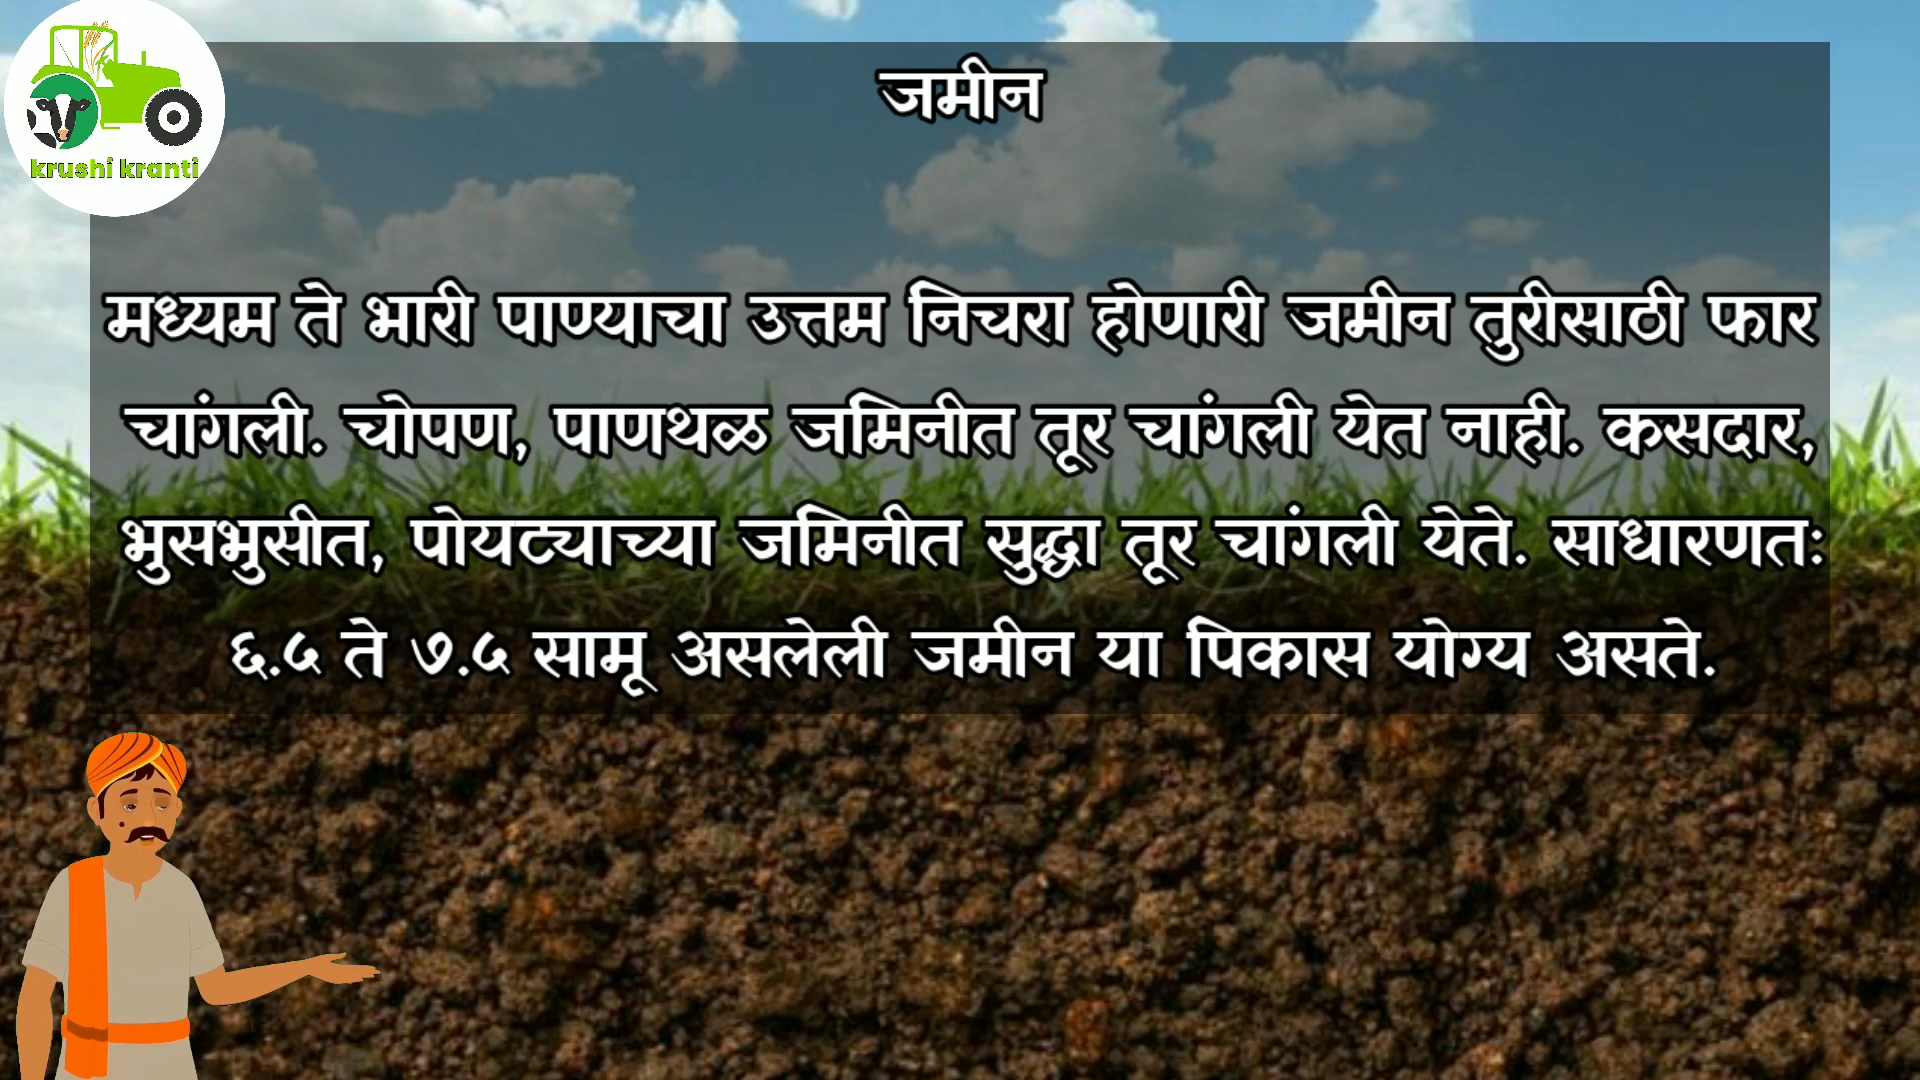 krushi kranti
जमीन
मध्यम ते भारी पाण्याचा उत्तम निचरा होणारी जमीन तुरीसाठी फार
चांगली. चोपण, पाणथळ जमिनीत तूर चांगली येत नाही. कसदार,
भुसभुसीत, पोयट्याच्या जमिनीत सुद्धा तूर चांगली येते. साधारणतः
६.५ ते ७.५ सामू असलेली जमीन या पिकास योग्य असते.